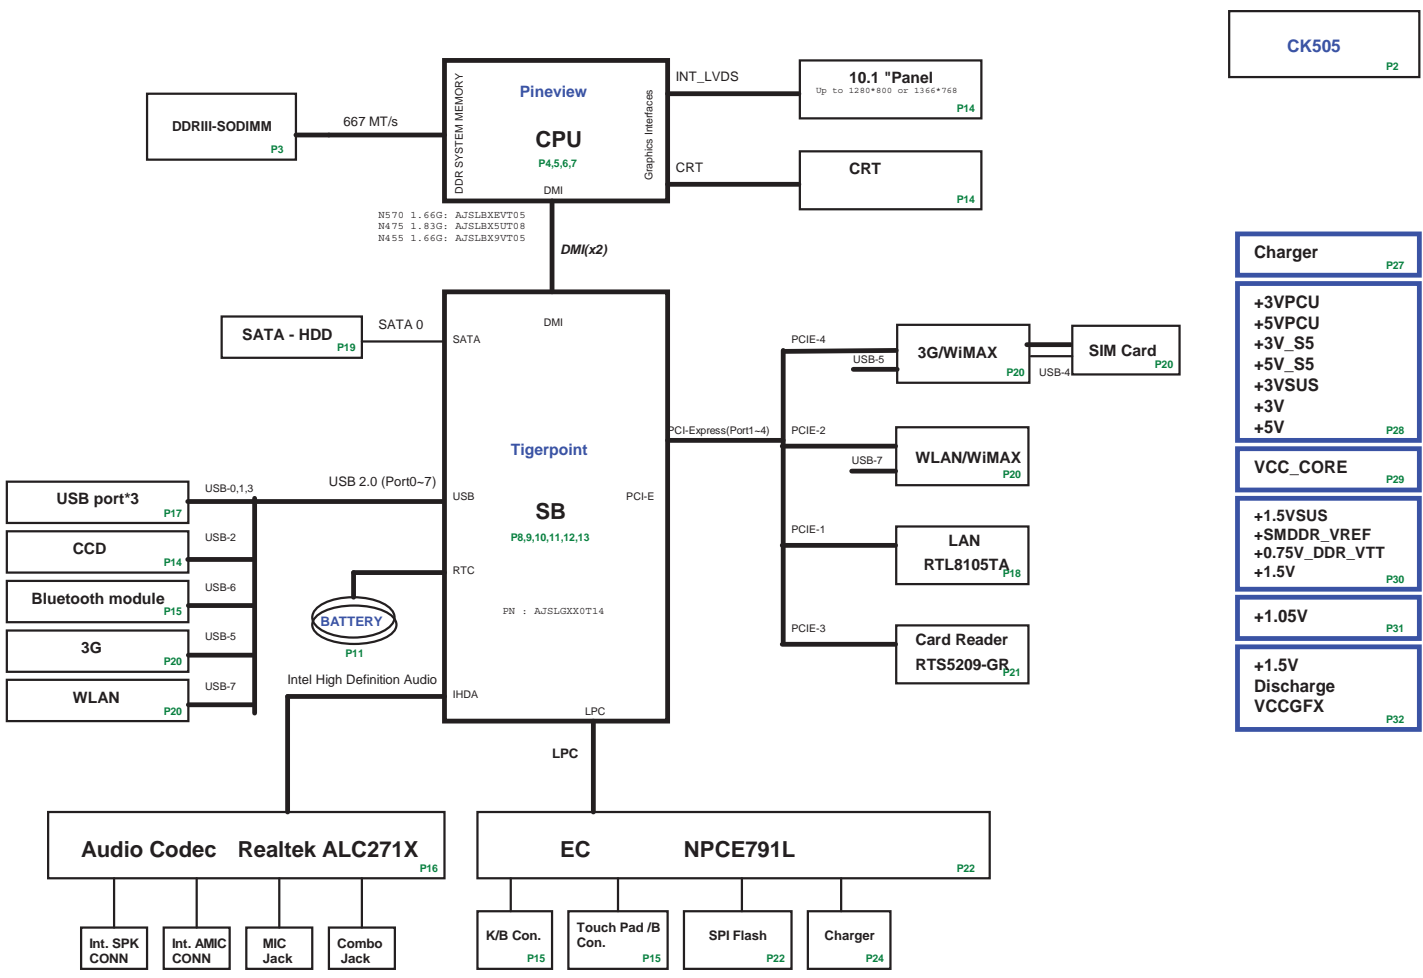 CK505
P2
Pineview
CPU
P4,5,6,7
DDR SYSTEM MEMORY
Graphics Interfaces
DMI
DDRIII-SODIMM
P3
667 MT/s
INT_LVDS
10.1 "Panel
Up to 1280*800 or 1366*768
P14
CRT
CRT
P14
N570 1.66G: AJSLBXEVT05
N475 1.83G: AJSLBX5UT08
N455 1.66G: AJSLBX9VT05
DMI(x2)
DMI
SATA - HDD
P19
SATA 0
SATA
Tigerpoint
SB
P8,9,10,11,12,13
PN : AJSLGXX0T14
USB
PCI-E
RTC
IHDA
LPC
PCI-Express(Port1~4)
PCIE-4
USB-5
3G/WiMAX
P20
USB-4
SIM Card
P20
PCIE-2
USB-7
WLAN/WiMAX
P20
PCIE-1
LAN
RTL8105TA
P18
PCIE-3
Card Reader
RTS5209-GR
P21
USB 2.0 (Port0~7)
USB port*3
P17
USB-0,1,3
CCD
P14
USB-2
Bluetooth module
P15
USB-6
3G
P20
USB-5
WLAN
P20
USB-7
BATTERY
P11
Intel High Definition Audio
LPC
Audio Codec Realtek ALC271X
P16
Int. SPK
CONN
Int. AMIC
CONN
MIC
Jack
Combo
Jack
EC NPCE791L
P22
K/B Con.
P15
Touch Pad /B
Con.
P15
SPI Flash
P22
Charger
P24
Charger
P27
+3VPCU
+5VPCU
+3V_S5
+5V_S5
+3VSUS
+3V
+5V
P28
VCC_CORE
P29
+1.5VSUS
+SMDDR_VREF
+0.75V_DDR_VTT
+1.5V
P30
+1.05V
P31
+1.5V
Discharge
VCCGFX
P32